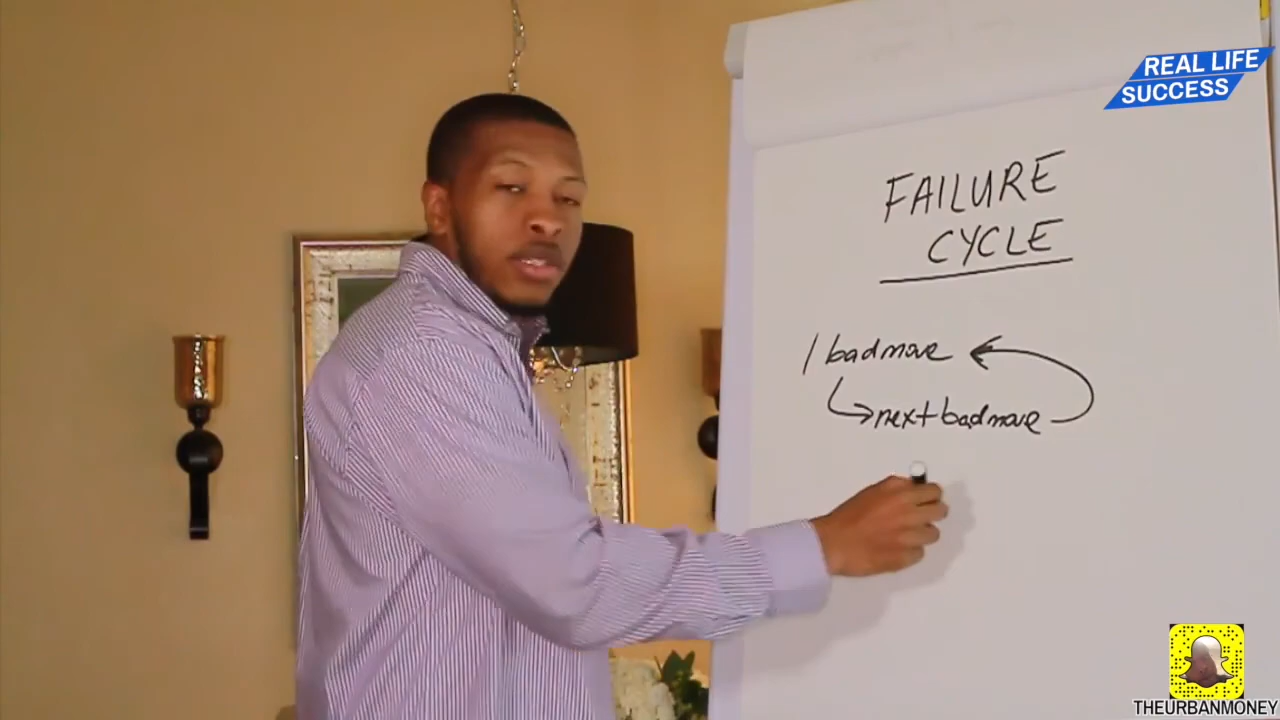 REAL LIFE
SUCCESS
FAILURE
CYCLE
1 bad move
next bad move
THEURBANMONEY